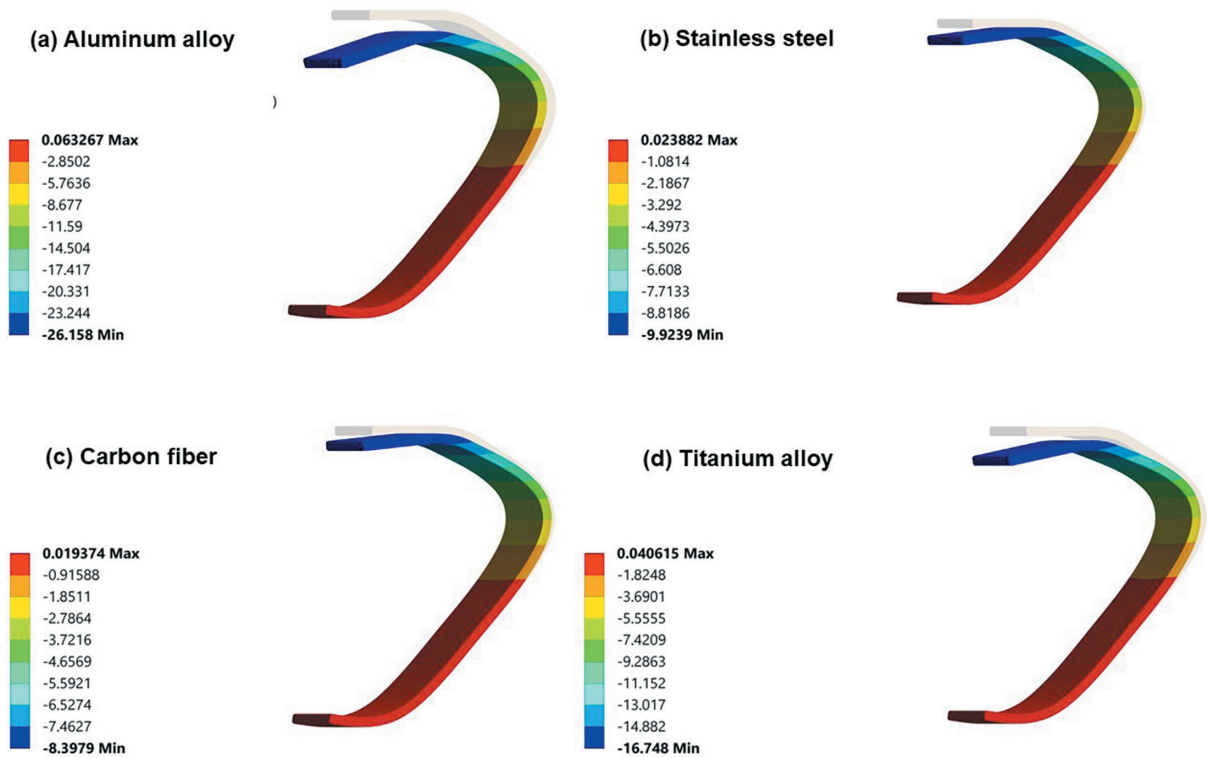 (a) Aluminum alloy
)
0.063267 Max
-2.8502
-5.7636
-8.677
-11.59
-14.504
-17.417
-20.331
-23.244
-26.158 Min
(b) Stainless steel
0.023882 Max
-1.0814
-2.1867
-3.292
-4.3973
-5.5026
-6.608
-7.7133
-8.8186
-9.9239 Min
(c) Carbon fiber
0.019374 Max
-0.91588
-1.8511
-2.7864
-3.7216
-4.6569
-5.5921
-6.5274
-7.4627
-8.3979 Min
(d) Titanium alloy
0.040615 Max
-1.8248
-3.6901
-5.5555
-7.4209
-9.2863
-11.152
-13.017
-14.882
-16.748 Min